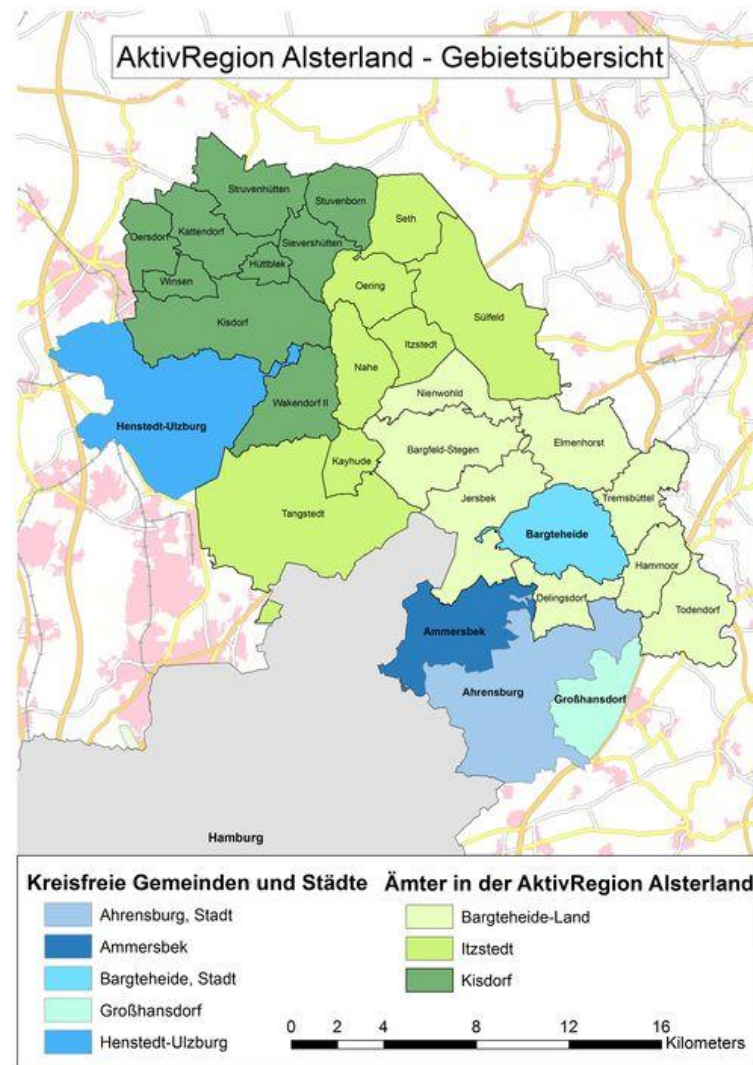 AktivRegion Alsterland - Gebietsübersicht
Struvenhütten
Stuvenborn
Oersdorf
Kattendorf
Sievershütten
Seth
Hüttblek
Winsen
Oering
Kisdorf
Sülfeld
Itzstedt
Nahe
Nienwohld
Wakendorf II
Henstedt-Ulzburg
Elmenhorst
Bargfeld-Stegen
Kayhude
Jersbek
Tremsbüttel
Tangstedt
Bargteheide
Hammoor
Delingsdorf
Todendorf
Ammersbek
Ahrensburg
Großhansdorf
Hamburg
Kreisfreie Gemeinden und Städte
Ahrensburg, Stadt
Ammersbek
Bargteheide, Stadt
Großhansdorf
Henstedt-Ulzburg
Ämter in der AktivRegion Alsterland
Bargteheide-Land
Itzstedt
Kisdorf
0 2 4 8 12 16
Kilometers